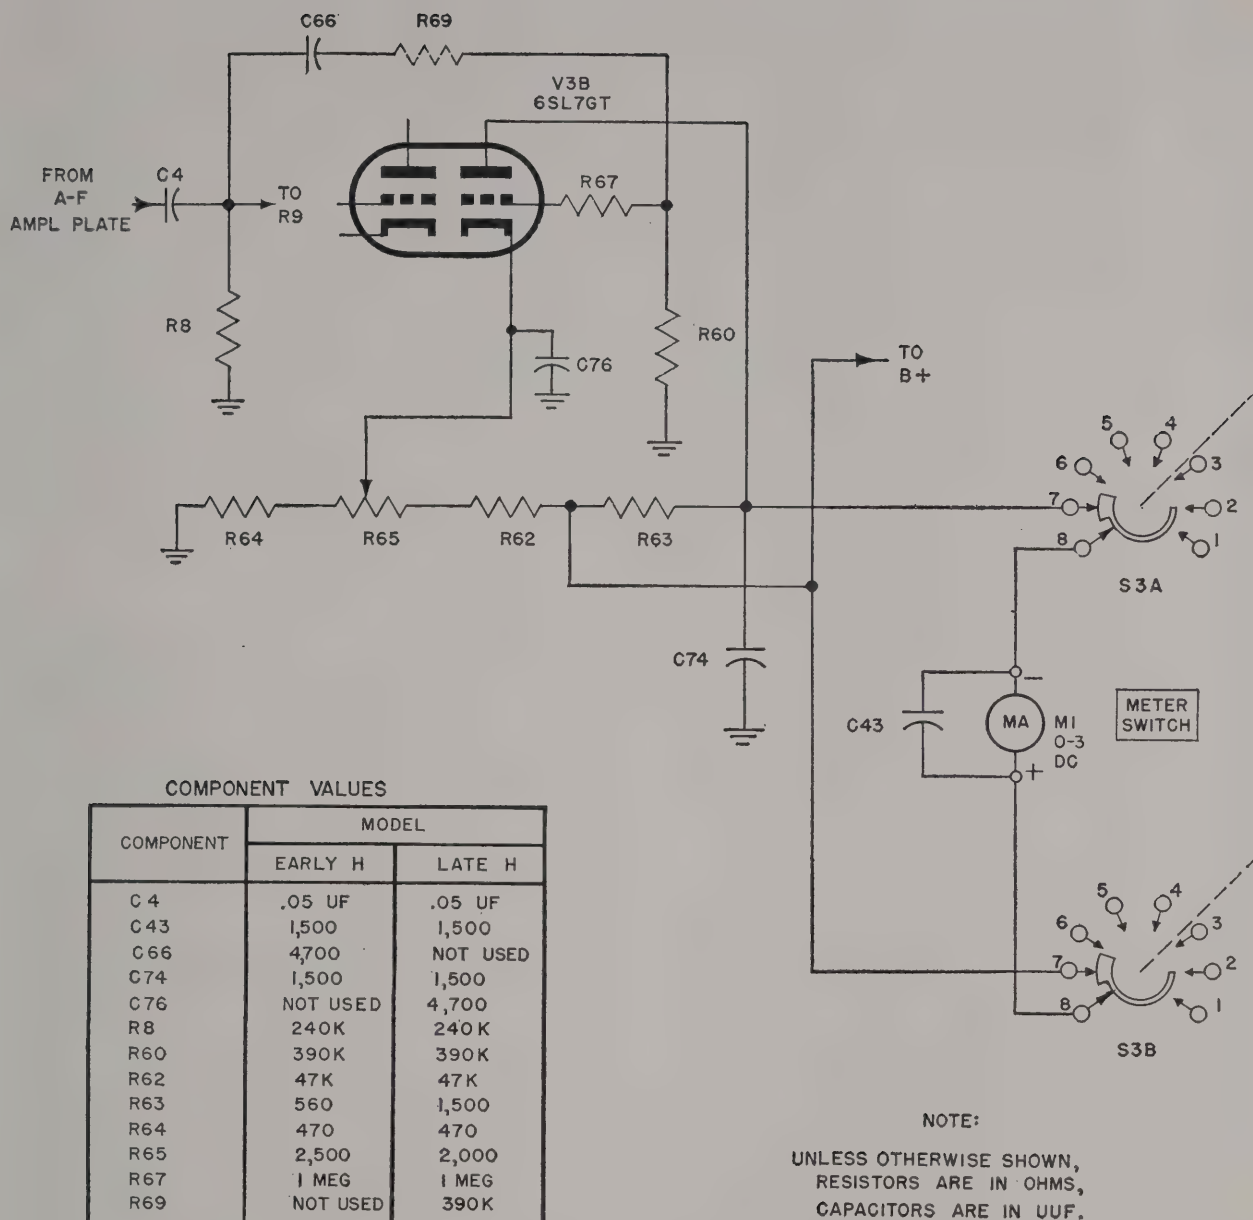 C66
R69
V3B
6SL7GT
FROM
A-F
AMPL PLATE
C4
TO
R9
R67
R8
C76
R60
TO
B+
R64
R65
R62
R63
5
4
6
3
7
2
8
1
S3A
C74
C43
−
MA
M1
0-3
DC
+
METER
SWITCH
5
4
6
3
7
2
8
1
S3B
COMPONENT VALUES
COMPONENT MODEL
EARLY H LATE H
C4 .05 UF .05 UF
C43 1,500 1,500
C66 4,700 NOT USED
C74 1,500 1,500
C76 NOT USED 4,700
R8 240K 240K
R60 390K 390K
R62 47K 47K
R63 560 1,500
R64 470 470
R65 2,500 2,000
R67 1 MEG 1 MEG
R69 NOT USED 390K
NOTE:
UNLESS OTHERWISE SHOWN,
RESISTORS ARE IN OHMS,
CAPACITORS ARE IN UUF.